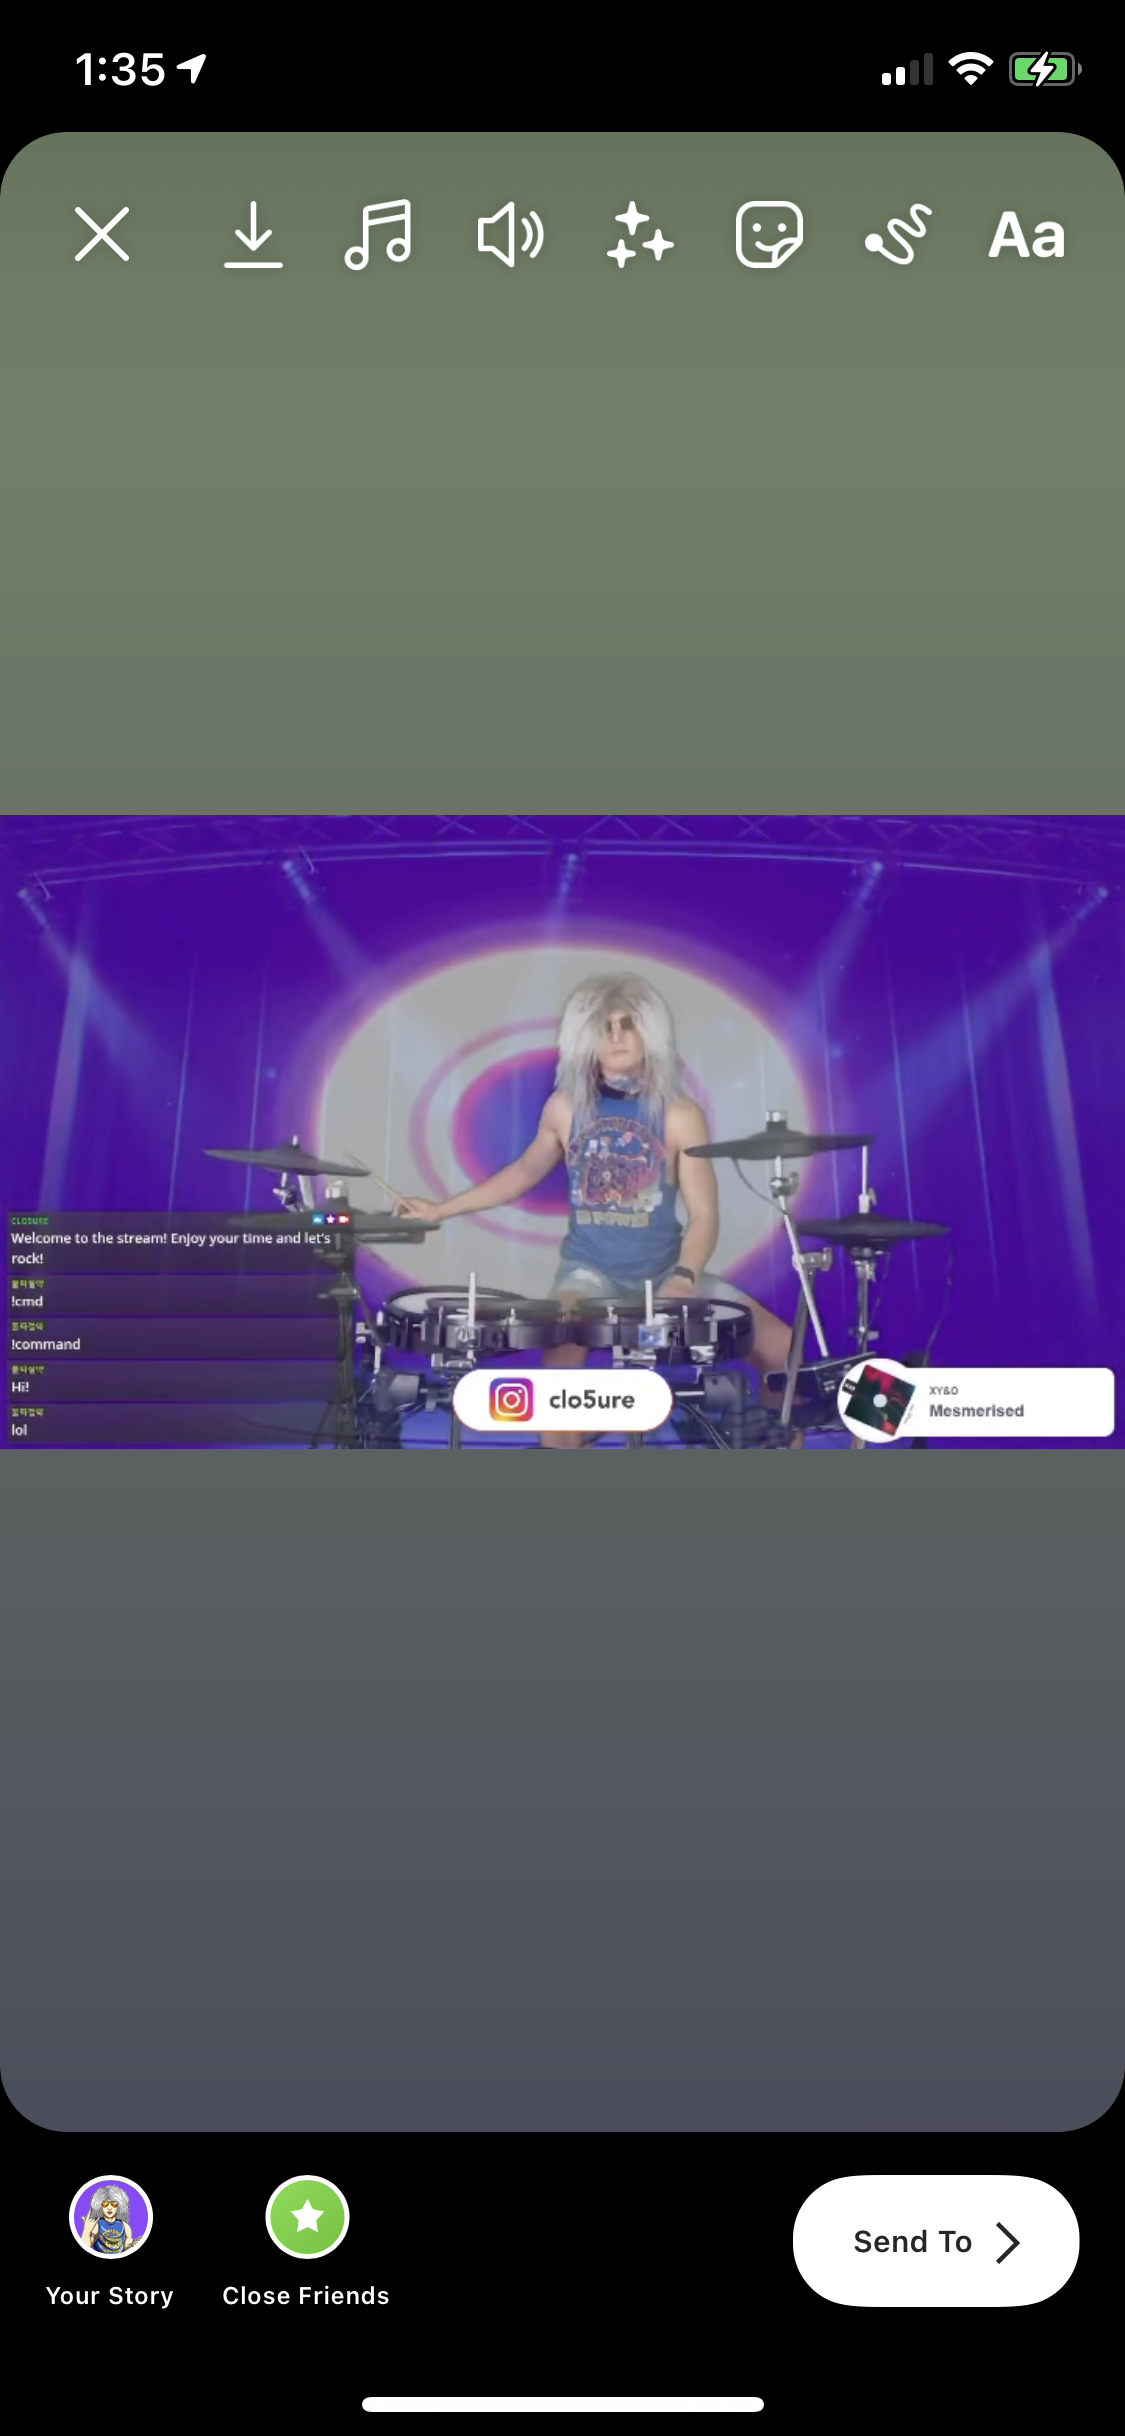 1:35
Aa
CLOSURE
Welcome to the stream! Enjoy your time and let's
rock!
!cmd
!command
Hi!
lol
clo5ure
XY&O
Mesmerised
Your Story
Close Friends
Send To